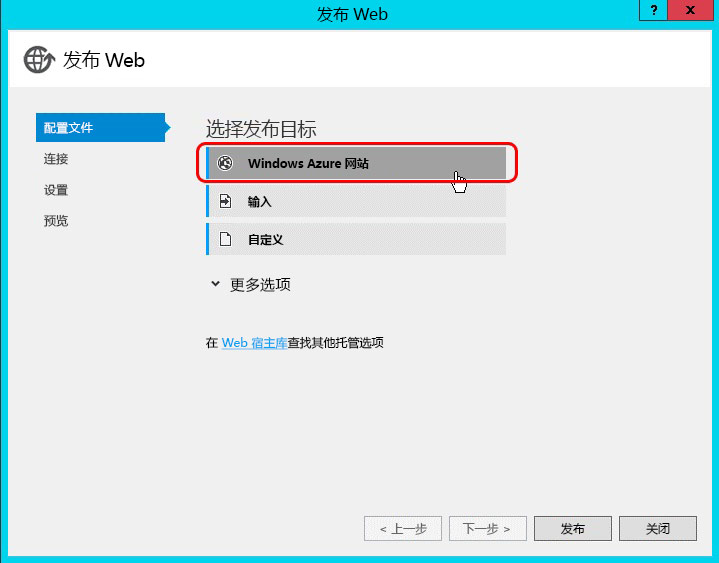 发布 Web
?
x
发布 Web
配置文件
连接
设置
预览
选择发布目标
Windows Azure 网站
输入
自定义
更多选项
在 Web 宿主库查找其他托管选项
< 上一步
下一步 >
发布
关闭